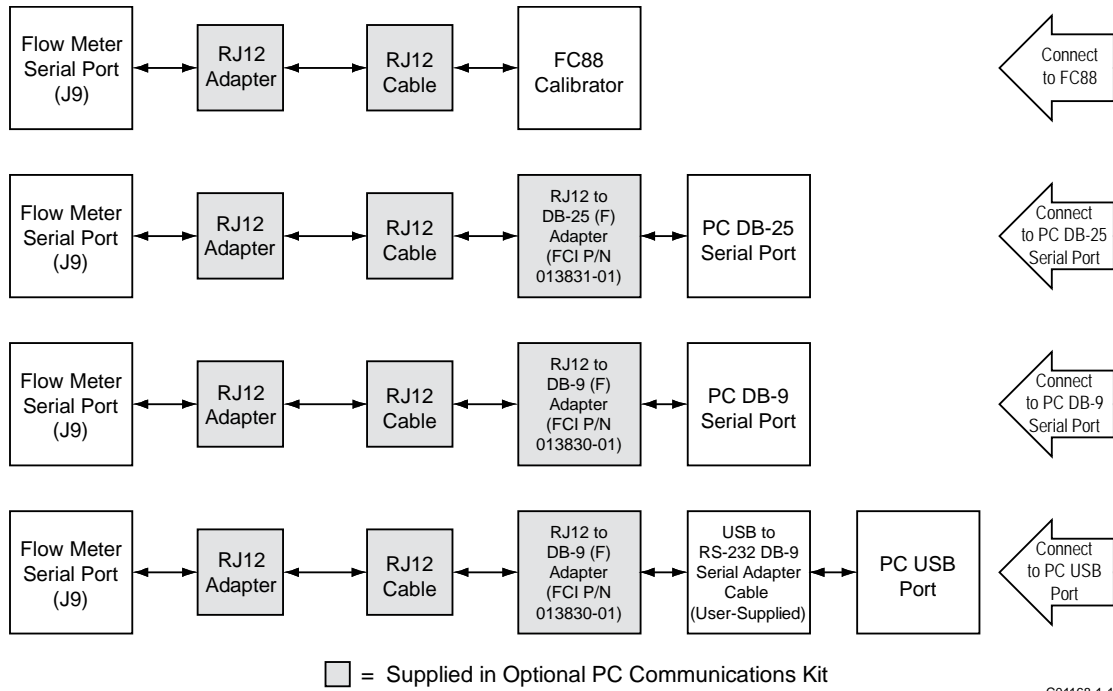 Flow Meter
Serial Port
(J9)
RJ12
Adapter
RJ12
Cable
FC88
Calibrator
Connect
to FC88
Flow Meter
Serial Port
(J9)
RJ12
Adapter
RJ12
Cable
RJ12 to
DB-25 (F)
Adapter
(FCI P/N
013831-01)
PC DB-25
Serial Port
Connect
to PC DB-25
Serial Port
Flow Meter
Serial Port
(J9)
RJ12
Adapter
RJ12
Cable
RJ12 to
DB-9 (F)
Adapter
(FCI P/N
013830-01)
PC DB-9
Serial Port
Connect
to PC DB-9
Serial Port
Flow Meter
Serial Port
(J9)
RJ12
Adapter
RJ12
Cable
RJ12 to
DB-9 (F)
Adapter
(FCI P/N
013830-01)
USB to
RS-232 DB-9
Serial Adapter
Cable
(User-Supplied)
PC USB
Port
Connect
to PC USB
Port
= Supplied in Optional PC Communications Kit